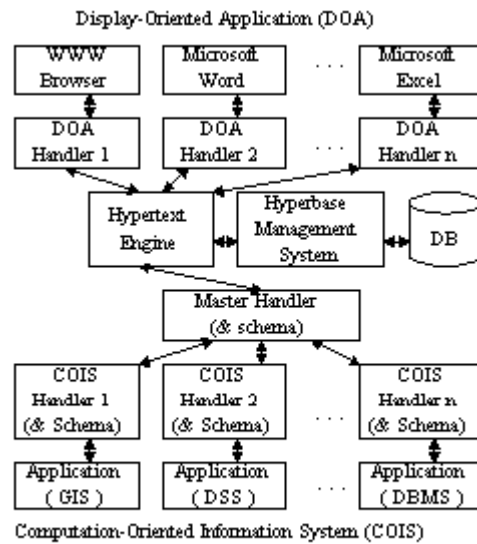 Display-Oriented Application (DOA)
WWW
Browser
Microsoft
Word
. . .
Microsoft
Excel
DOA
Handler 1
DOA
Handler 2
. . .
DOA
Handler n
Hypertext
Engine
Hyperbase
Management
System
DB
Master Handler
(& schema)
COIS
Handler 1
(& Schema)
COIS
Handler 2
(& Schema)
. . .
COIS
Handler n
(& Schema)
Application
( GIS )
Application
( DSS )
. . .
Application
( DBMS )
Computation-Oriented Information System (COIS)